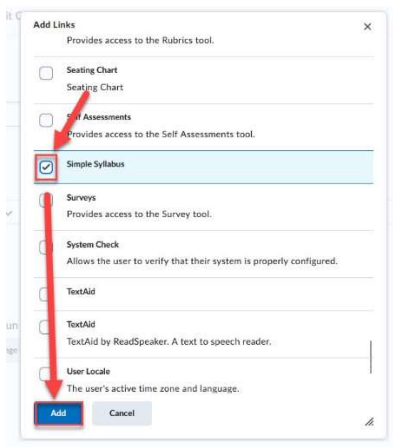 Add Links
Provides access to the Rubrics tool.
Seating Chart
Seating Chart
Self Assessments
Provides access to the Self Assessments tool.
Simple Syllabus
Surveys
Provides access to the Survey tool.
System Check
Allows the user to verify that their system is properly configured.
TextAid
TextAid
TextAid by ReadSpeaker. A text to speech reader.
User Locale
The user's active time zone and language.
Add Cancel